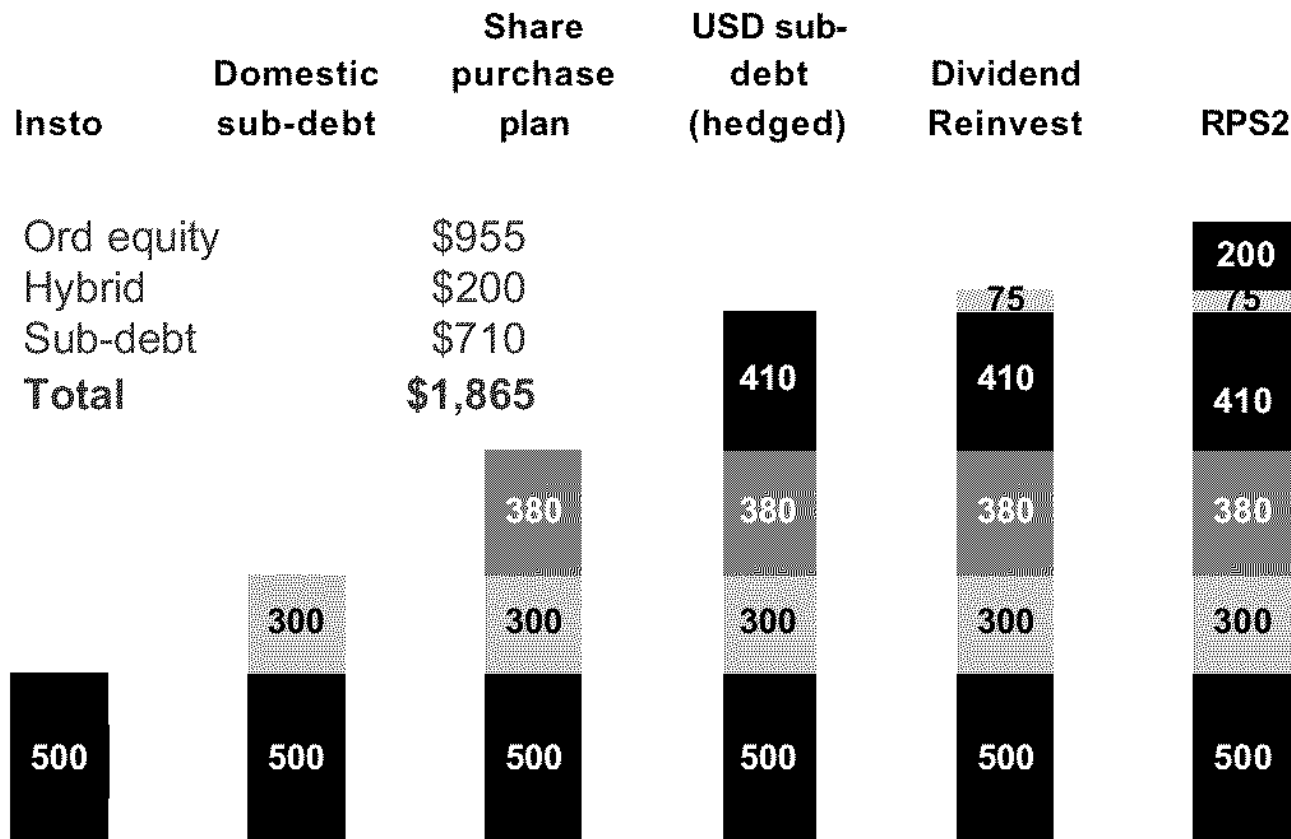 Insto
Domestic
sub-debt
Share
purchase
plan
USD sub-
debt
(hedged)
Dividend
Reinvest
RPS2
Ord equity $955
Hybrid $200
Sub-debt $710
Total $1,865
500
300
500
380
300
500
410
380
300
500
75
410
380
300
500
200
75
410
380
300
500